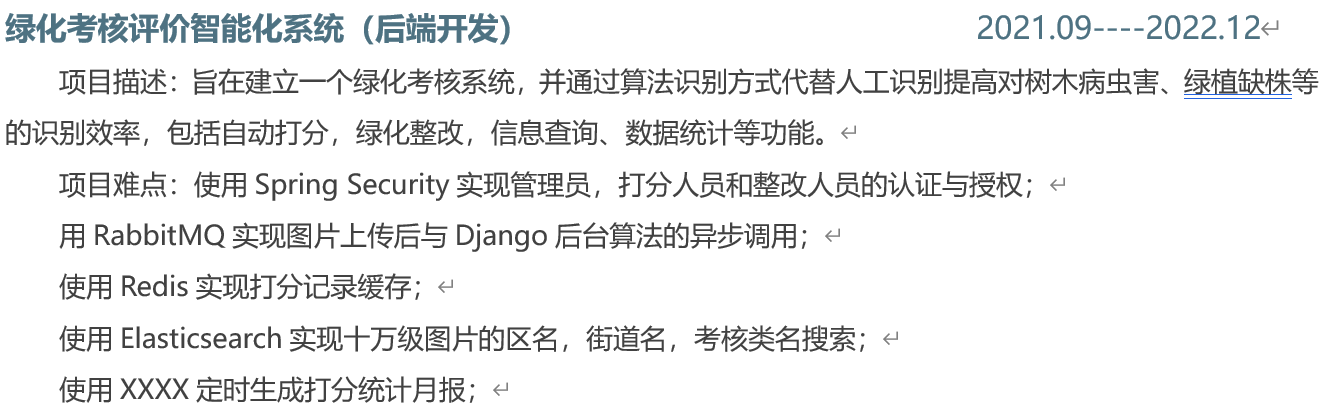 绿化考核评价智能化系统（后端开发） 2021.09----2022.12
项目描述：旨在建立一个绿化考核系统，并通过算法识别方式代替人工识别提高对树木病虫害、绿植缺株等
的识别效率，包括自动打分，绿化整改，信息查询、数据统计等功能。
项目难点：使用 Spring Security 实现管理员，打分人员和整改人员的认证与授权；
用 RabbitMQ 实现图片上传后与 Django 后台算法的异步调用；
使用 Redis 实现打分记录缓存；
使用 Elasticsearch 实现十万级图片的区名，街道名，考核类名搜索；
使用 XXXX 定时生成打分统计月报；